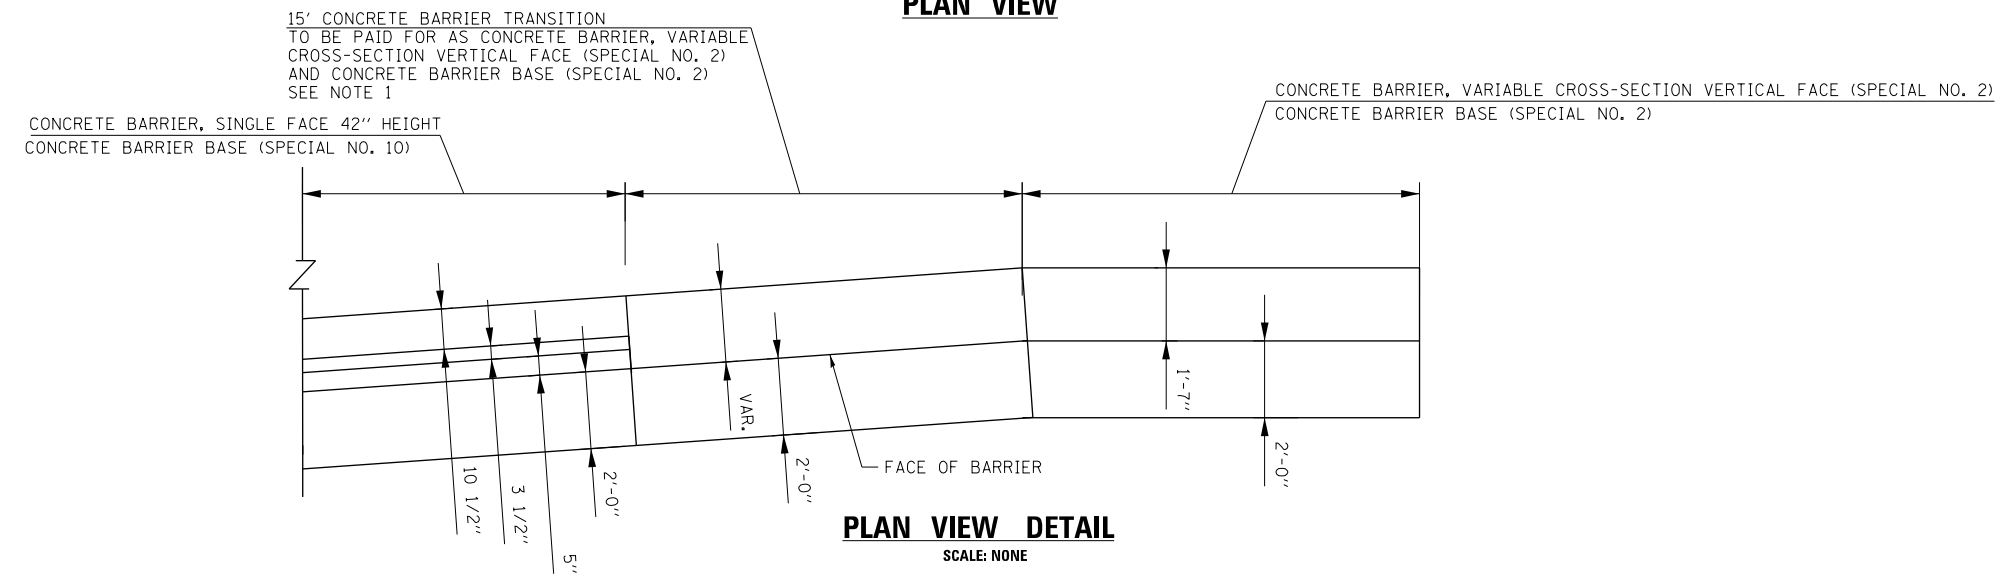 PLAN VIEW
15' CONCRETE BARRIER TRANSITION
TO BE PAID FOR AS CONCRETE BARRIER, VARIABLE
CROSS-SECTION VERTICAL FACE (SPECIAL NO. 2)
AND CONCRETE BARRIER BASE (SPECIAL NO. 2)
SEE NOTE 1
CONCRETE BARRIER, VARIABLE CROSS-SECTION VERTICAL FACE (SPECIAL NO. 2)
CONCRETE BARRIER BASE (SPECIAL NO. 2)
CONCRETE BARRIER, SINGLE FACE 42" HEIGHT
CONCRETE BARRIER BASE (SPECIAL NO. 10)
10 1/2"
3 1/2"
5"
2'-0"
VAR.
2'-0"
FACE OF BARRIER
1'-7"
2'-0"
PLAN VIEW DETAIL
SCALE: NONE